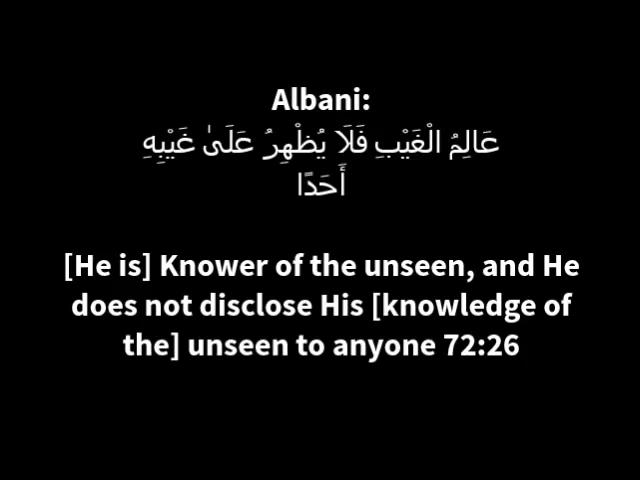 Albani:
عَالِمُ الْغَيْبِ فَلَا يُظْهِرُ عَلَىٰ غَيْبِهِ
أَحَدًا
[He is] Knower of the unseen, and He
does not disclose His [knowledge of
the] unseen to anyone 72:26